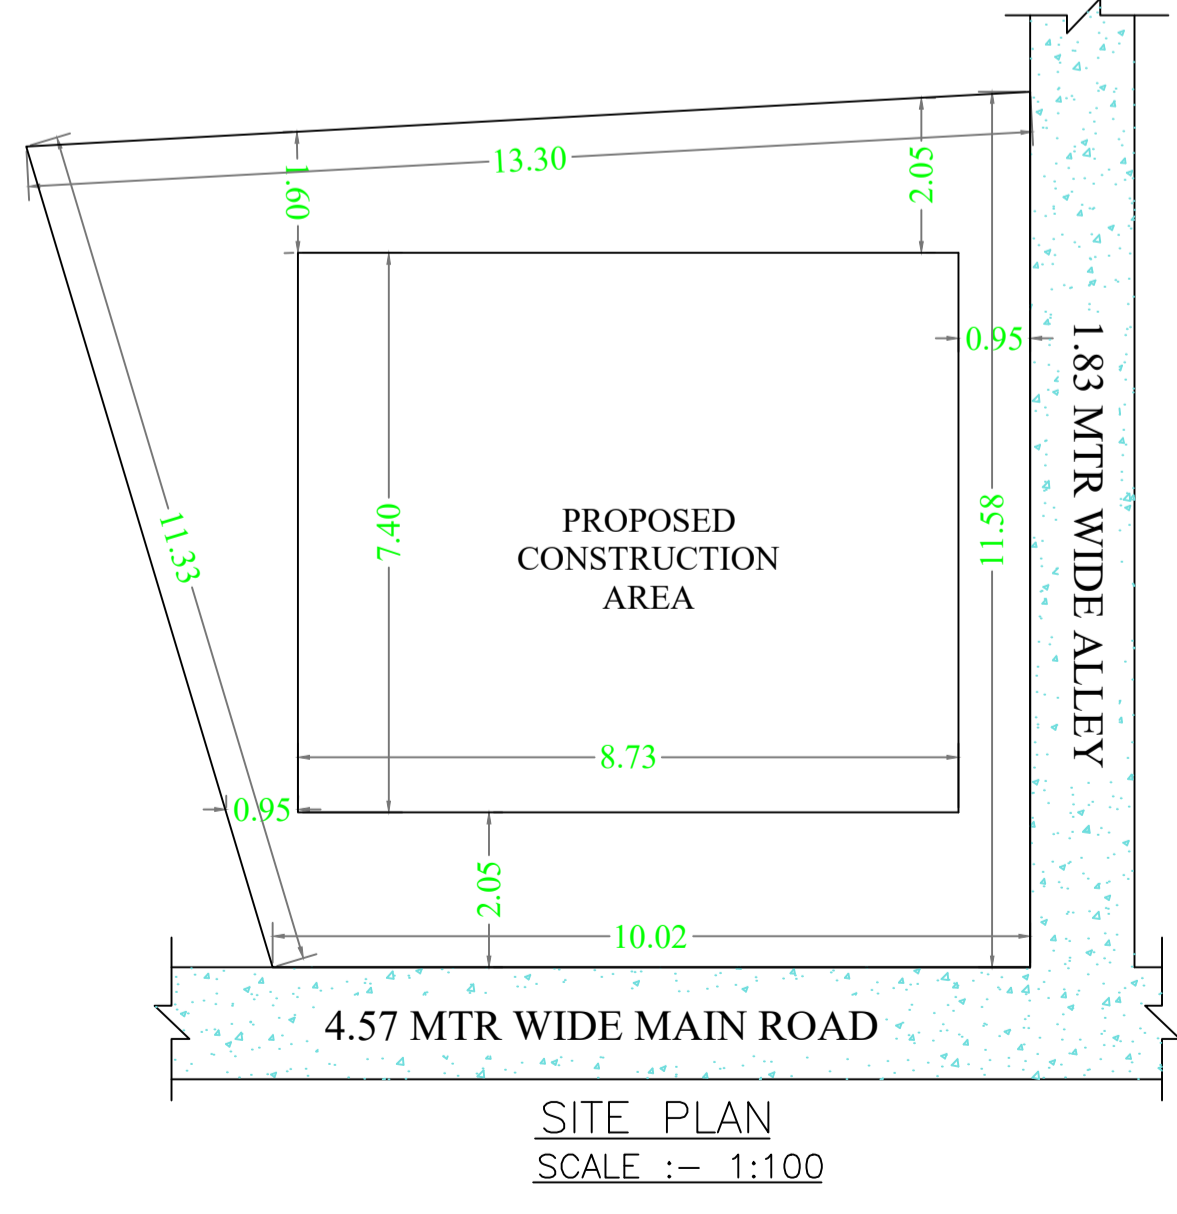 13.30
1.60
2.05
0.95
1.83 MTR WIDE ALLEY
11.33
7.40
PROPOSED
CONSTRUCTION
AREA
11.58
8.73
0.95
2.05
10.02
4.57 MTR WIDE MAIN ROAD
SITE PLAN
SCALE :- 1:100